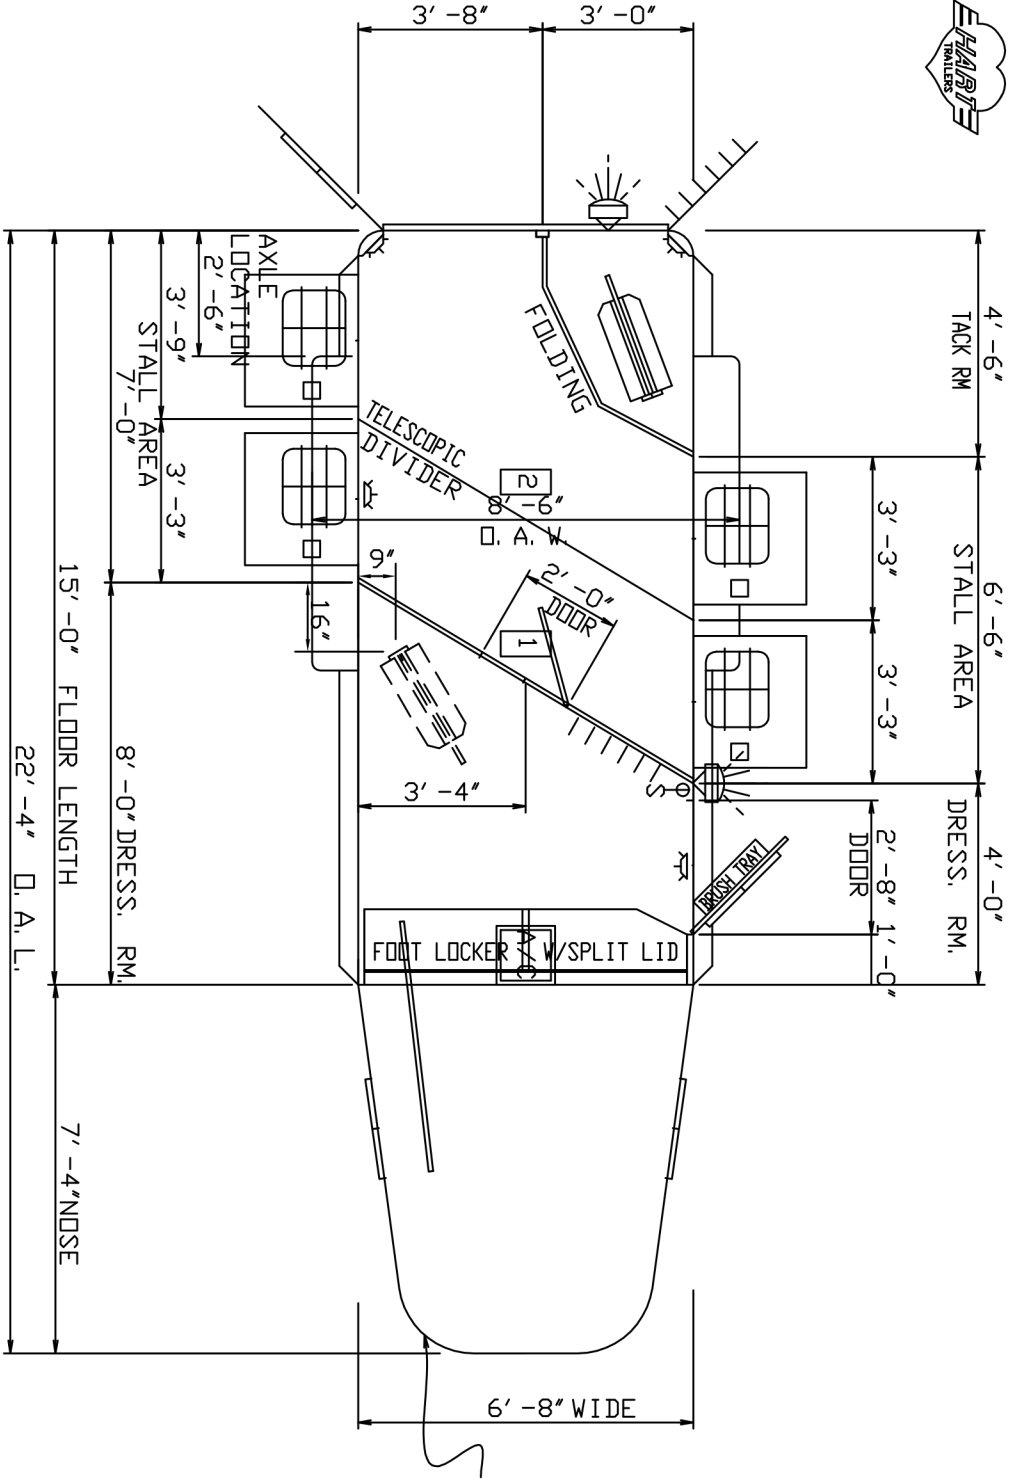 HART
TRAILERS
3'-8"
3'-0"
4'-6"
TACK RM
6'-6"
STALL AREA
3'-3"
3'-3"
4'-0"
DRESS. RM.
2'-8"
1'-0"
DOOR
BRUSH TRAY
FOLDING
TELESCOPIC
DIVIDER
2
8'-6"
O. A. W.
2'-0"
DOOR
1
9"
16"
S
3'-4"
AXLE
LOCATION
2'-6"
3'-9"
3'-3"
STALL AREA
7'-0"
8'-0" DRESS. RM.
15'-0" FLOOR LENGTH
22'-4" O. A. L.
7'-4" NOSE
FOOT LOCKER W/SPLIT LID
A/C
6'-8" WIDE